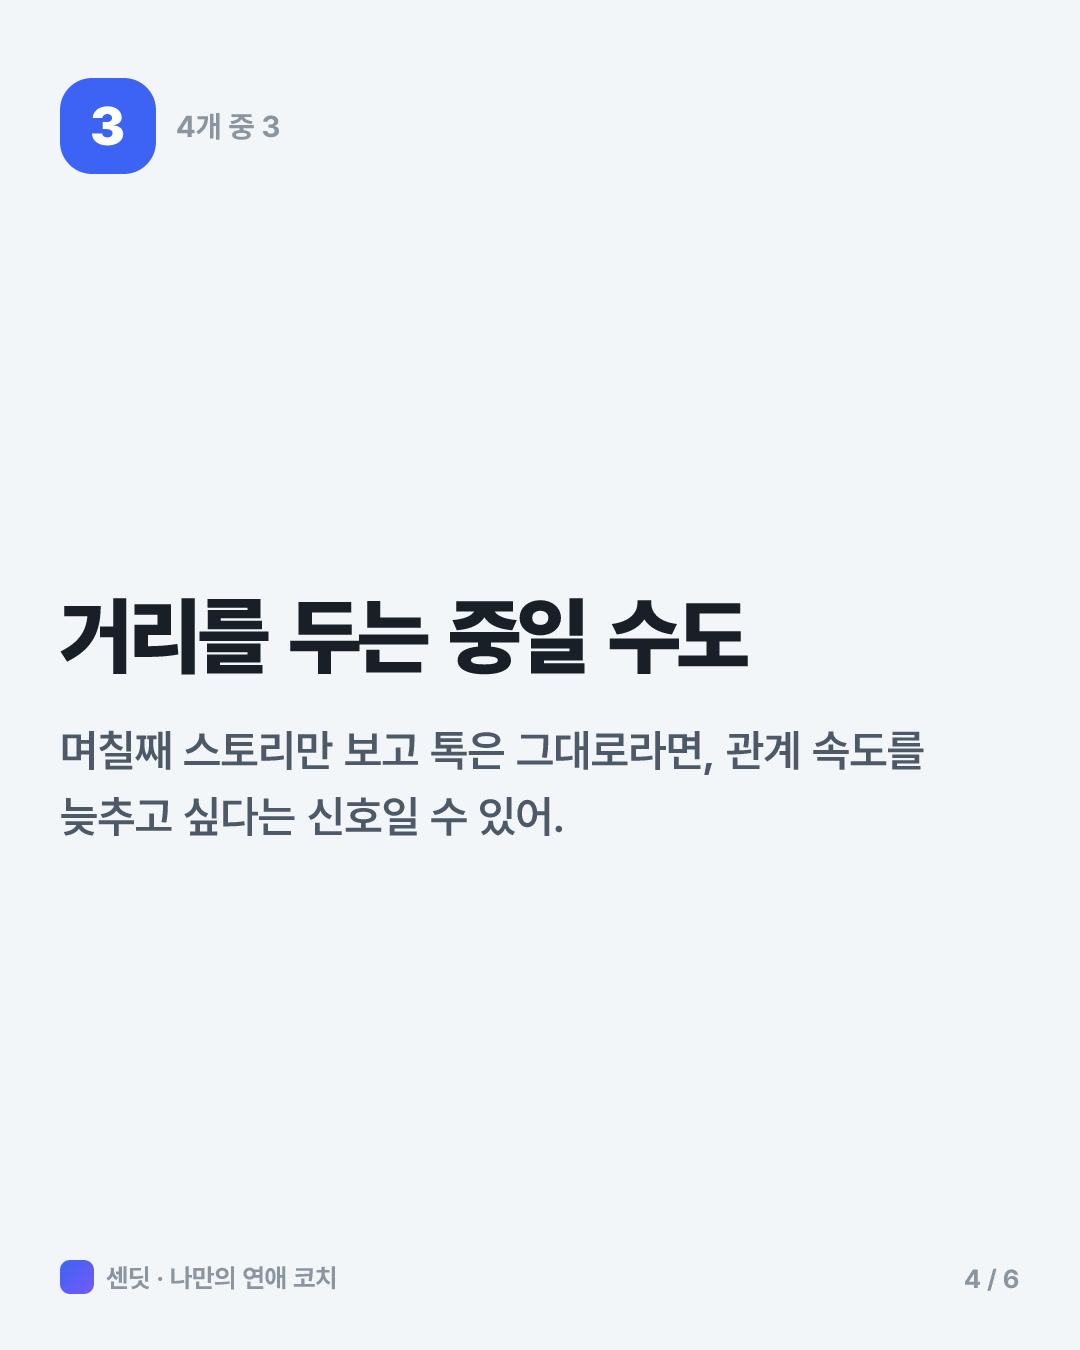 3
4개 중 3
거리를 두는 중일 수도
며칠째 스토리만 보고 톡은 그대로라면, 관계 속도를
늦추고 싶다는 신호일 수 있어.
센딧 · 나만의 연애 코치
4 / 6